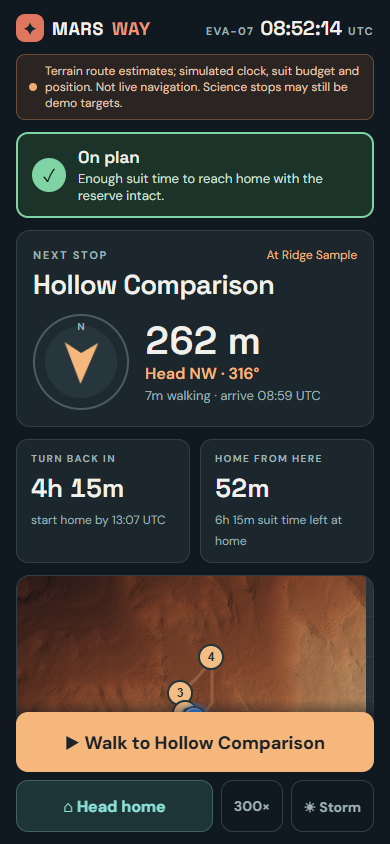 MARS WAY
EVA-07 08:52:14 UTC
Terrain route estimates; simulated clock, suit budget and
position. Not live navigation. Science stops may still be
demo targets.
On plan
Enough suit time to reach home with the
reserve intact.
NEXT STOP
At Ridge Sample
Hollow Comparison
N
262 m
Head NW · 316°
7m walking · arrive 08:59 UTC
TURN BACK IN
4h 15m
start home by 13:07 UTC
HOME FROM HERE
52m
6h 15m suit time left at
home
4
3
▶ Walk to Hollow Comparison
⌂ Head home
300×
☀ Storm